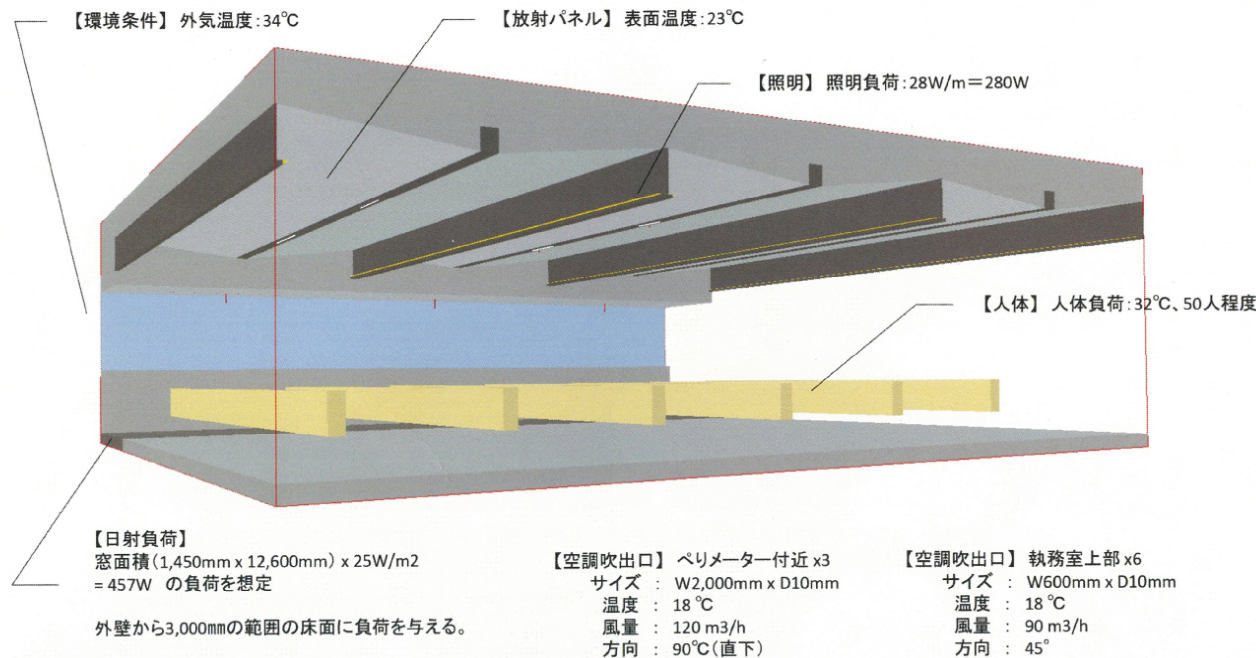 【環境条件】 外気温度：34℃
【放射パネル】 表面温度：23℃
【照明】 照明負荷：28W/m＝280W
【人体】 人体負荷：32℃、50人程度
【日射負荷】
窓面積（1,450mm x 12,600mm） x 25W/m2
= 457W の負荷を想定
外壁から3,000㎜の範囲の床面に負荷を与える。
【空調吹出口】 ぺりメーター付近 x3
サイズ ： W2,000mm x D10mm
温度 ： 18 ℃
風量 ： 120 m3/h
方向 ： 90℃（直下）
【空調吹出口】 執務室上部 x6
サイズ ： W600mm x D10mm
温度 ： 18 ℃
風量 ： 90 m3/h
方向 ： 45°